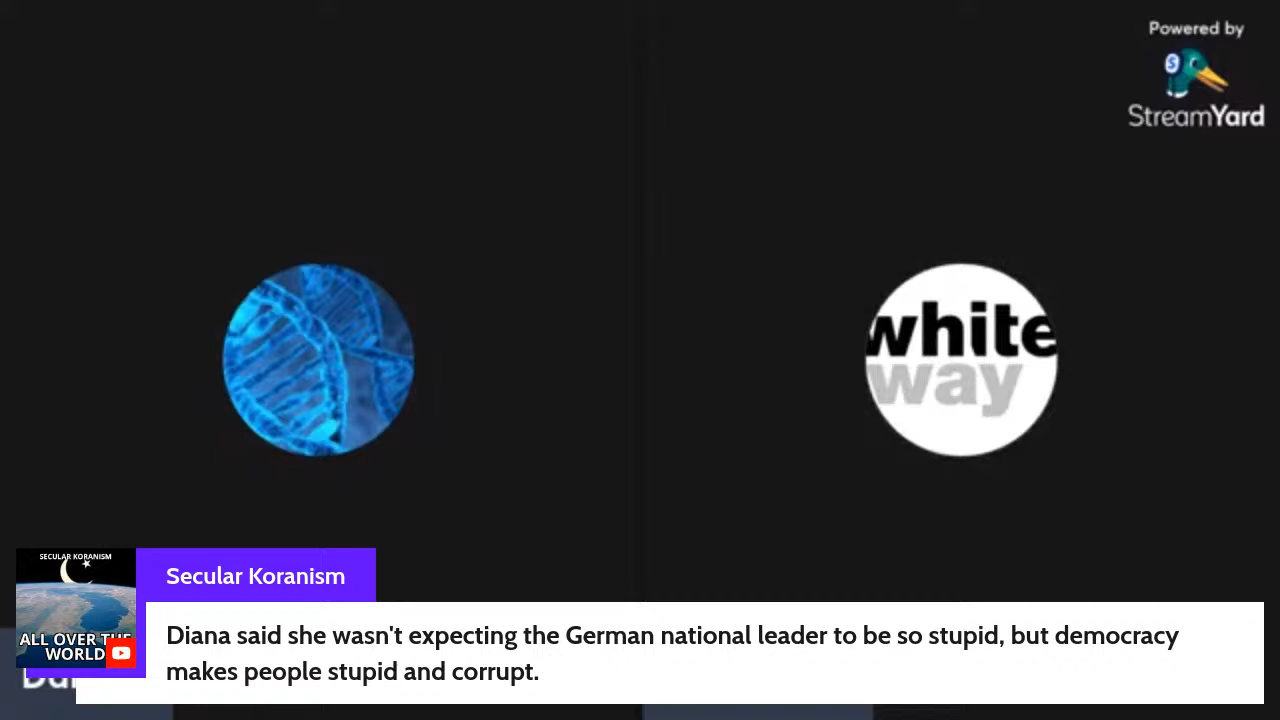 Powered by
StreamYard
white
way
SECULAR KORANISM
ALL OVER THE
WORLD
Secular Koranism
Diana said she wasn't expecting the German national leader to be so stupid, but democracy
makes people stupid and corrupt.